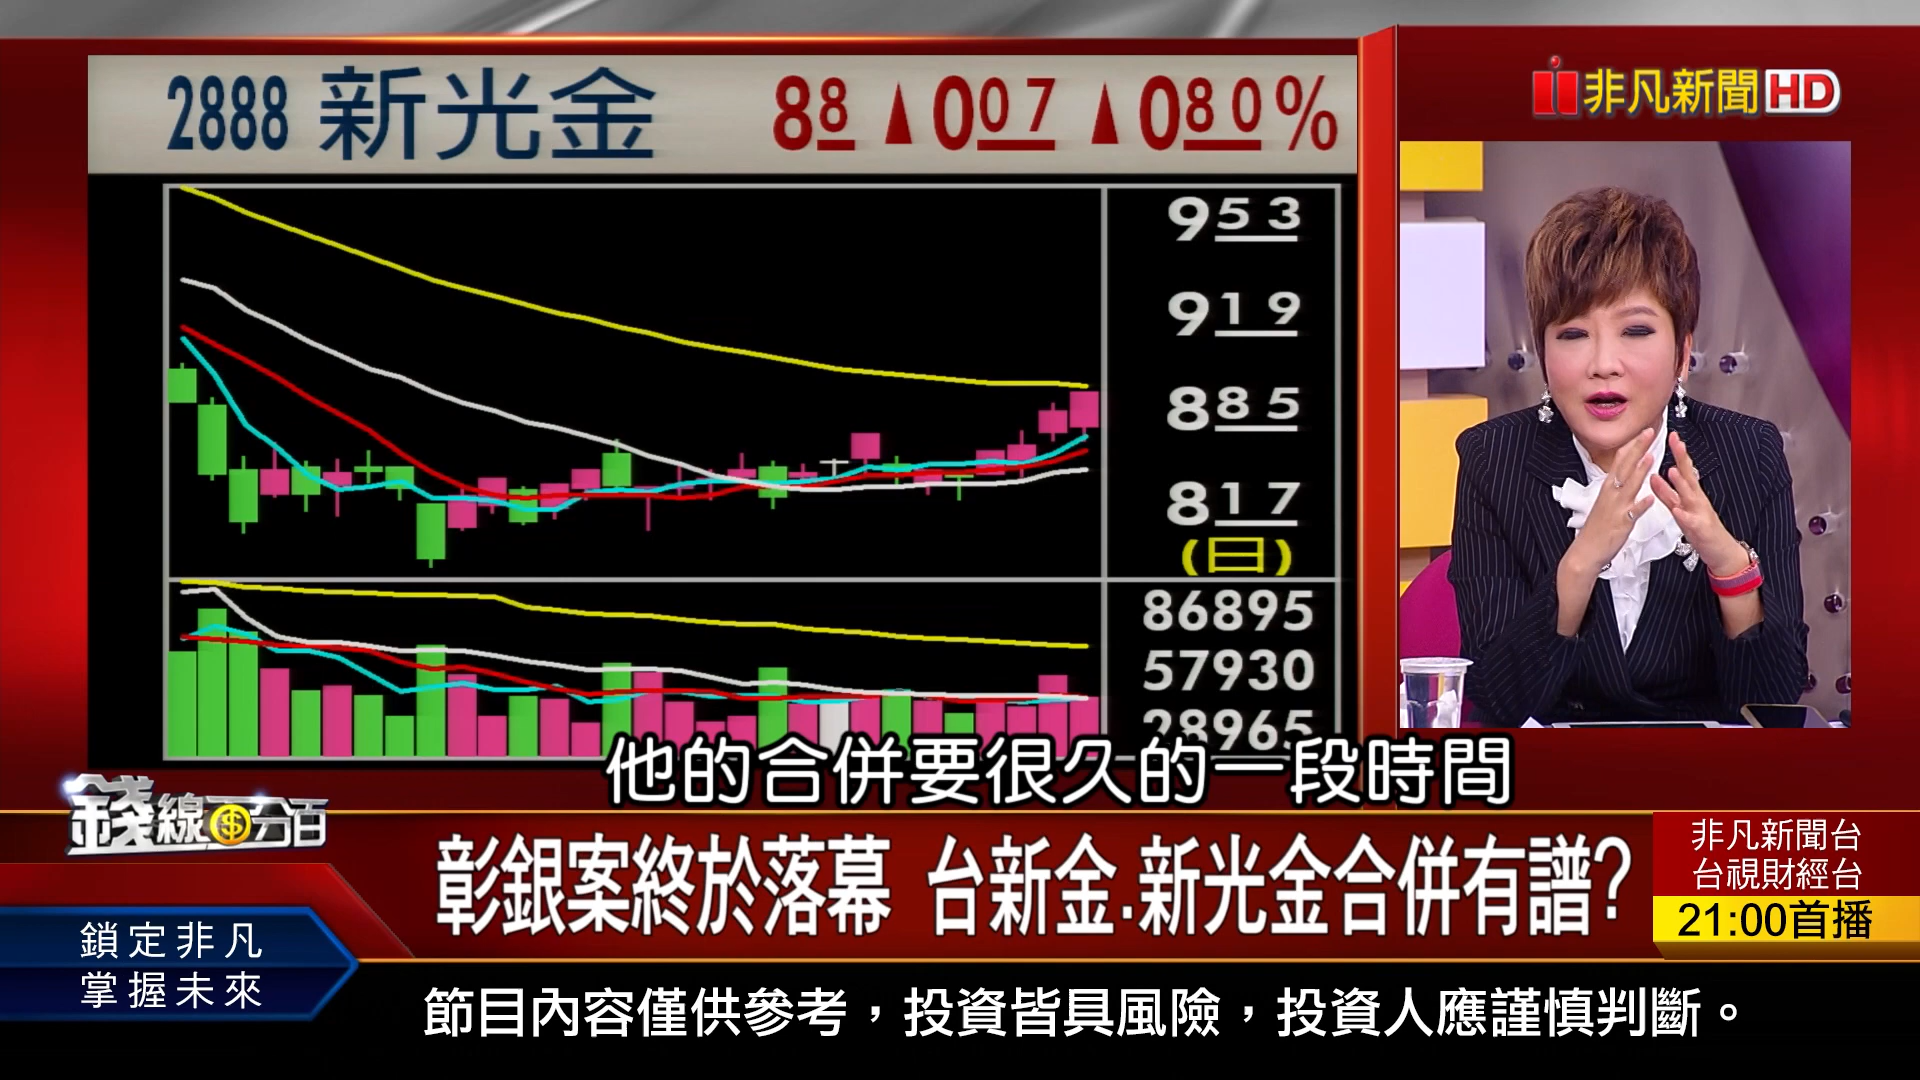 2888 新光金 8.8 ▲0.07 ▲0.80%
非凡新聞HD
9.53
9.19
8.85
8.17
(日)
86895
57930
28965
他的合併要很久的一段時間
錢線百分百
彰銀案終於落幕 台新金.新光金合併有譜?
非凡新聞台
台視財經台
21:00首播
鎖定非凡
掌握未來
節目內容僅供參考，投資皆具風險，投資人應謹慎判斷。